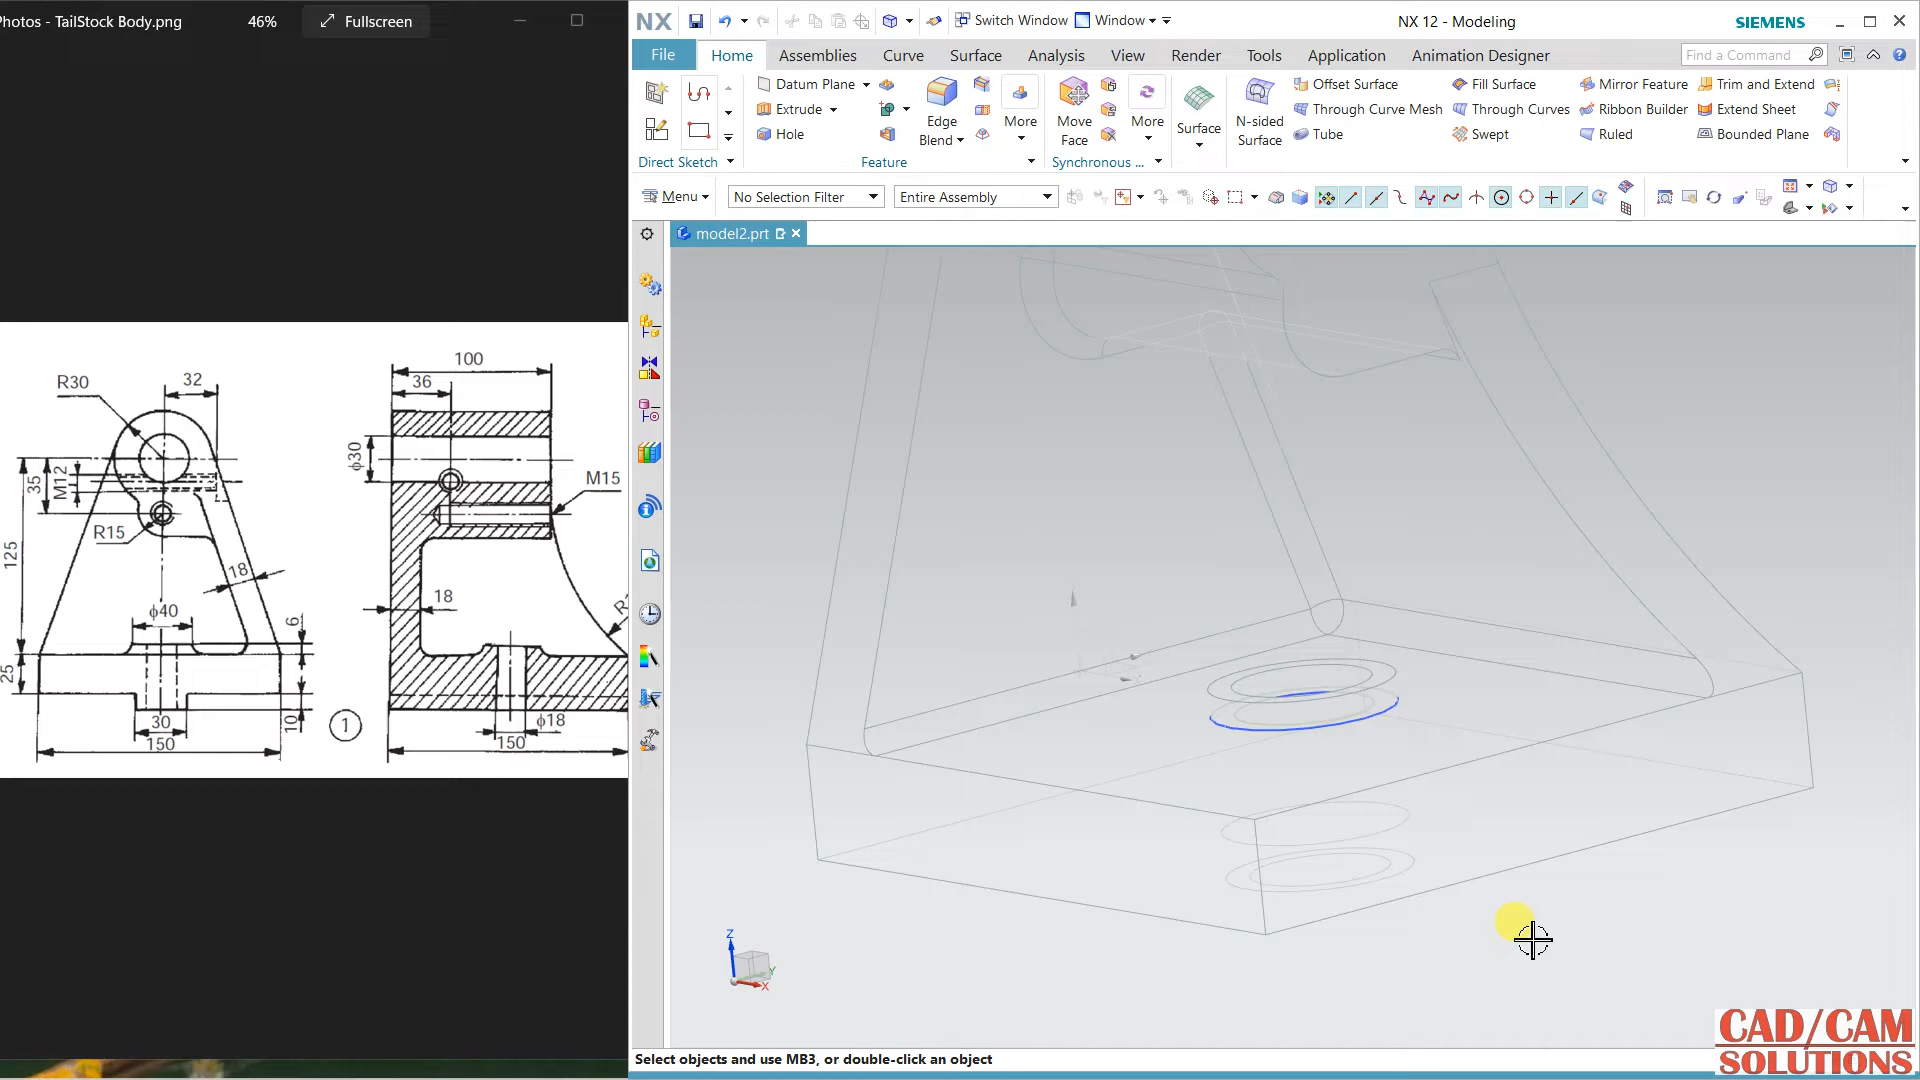 Photos - TailStock Body.png
46%
Fullscreen
NX
Switch Window
Window
NX 12 - Modeling
SIEMENS
File
Home
Assemblies
Curve
Surface
Analysis
View
Render
Tools
Application
Animation Designer
Find a Command
Datum Plane
Extrude
Hole
Edge Blend
More
Move Face
More
Surface
N-sided Surface
Offset Surface
Through Curve Mesh
Tube
Fill Surface
Through Curves
Swept
Mirror Feature
Ribbon Builder
Ruled
Trim and Extend
Extend Sheet
Bounded Plane
Direct Sketch
Feature
Synchronous ...
Menu
No Selection Filter
Entire Assembly
model2.prt
R30
32
35
M12
R15
125
18
ϕ40
6
25
30
10
150
1
100
36
ϕ30
M15
18
ϕ18
150
Z
Y
X
Select objects and use MB3, or double-click an object
CAD/CAM
SOLUTIONS